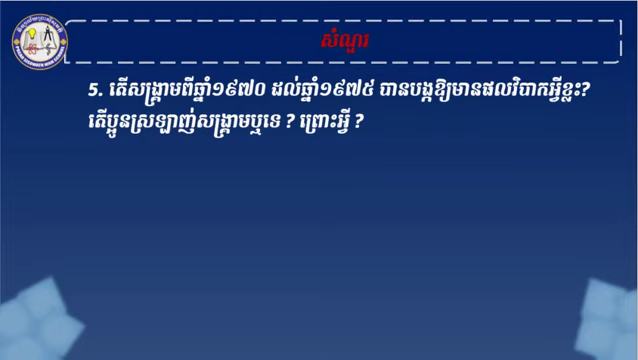 សំណួរ
5. តើសង្គ្រាមពីឆ្នាំ១៩៧០ ដល់ឆ្នាំ១៩៧៥ បានបង្កឱ្យមានផលវិបាកអ្វីខ្លះ?
តើប្អូនស្រឡាញ់សង្គ្រាមឬទេ ? ព្រោះអ្វី ?